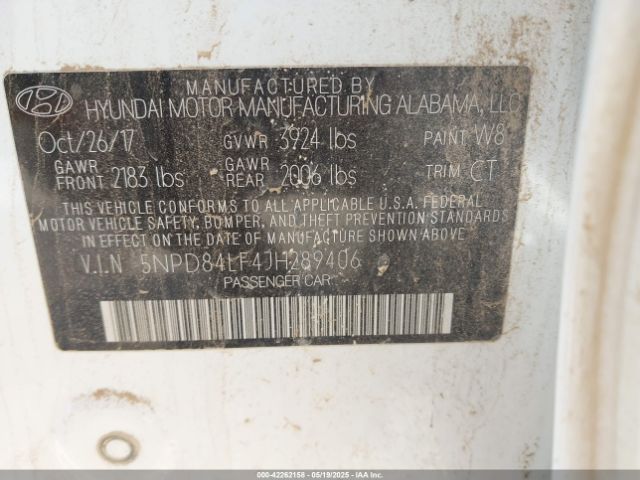 MANUFACTURED BY
HYUNDAI MOTOR MANUFACTURING ALABAMA, LLC
Oct/26/17 GVWR 3924 lbs PAINT W8
GAWR FRONT 2183 lbs GAWR REAR 2006 lbs TRIM CT
THIS VEHICLE CONFORMS TO ALL APPLICABLE U.S.A. FEDERAL
MOTOR VEHICLE SAFETY, BUMPER, AND THEFT PREVENTION STANDARDS
IN EFFECT ON THE DATE OF MANUFACTURE SHOWN ABOVE.
V.I.N 5NPD84LF4JH289406
PASSENGER CAR
00-42262158 - 05/19/2025 - COPYRIGHT IAA